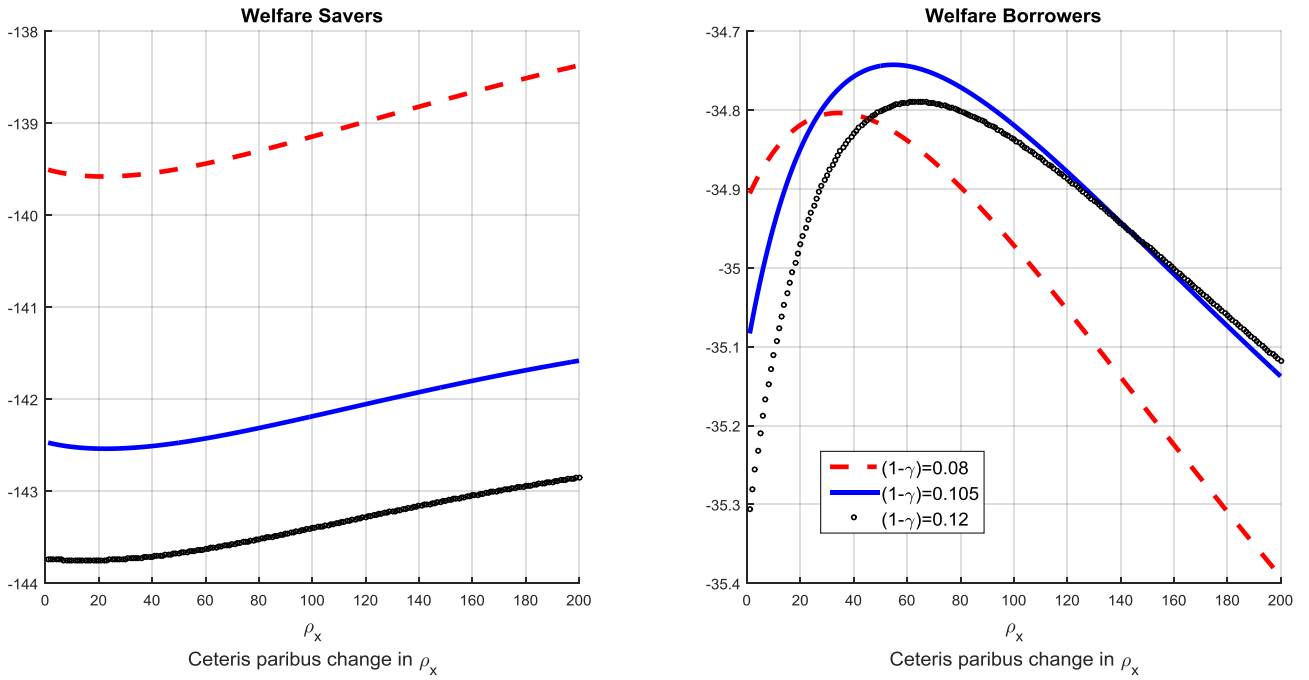 Welfare Savers
-138
-139
-140
-141
-142
-143
-144
0 20 40 60 80 100 120 140 160 180 200
ρx
Ceteris paribus change in ρx
Welfare Borrowers
-34.7
-34.8
-34.9
-35
-35.1
-35.2
-35.3
-35.4
(1-γ)=0.08
(1-γ)=0.105
(1-γ)=0.12
0 20 40 60 80 100 120 140 160 180 200
ρx
Ceteris paribus change in ρx